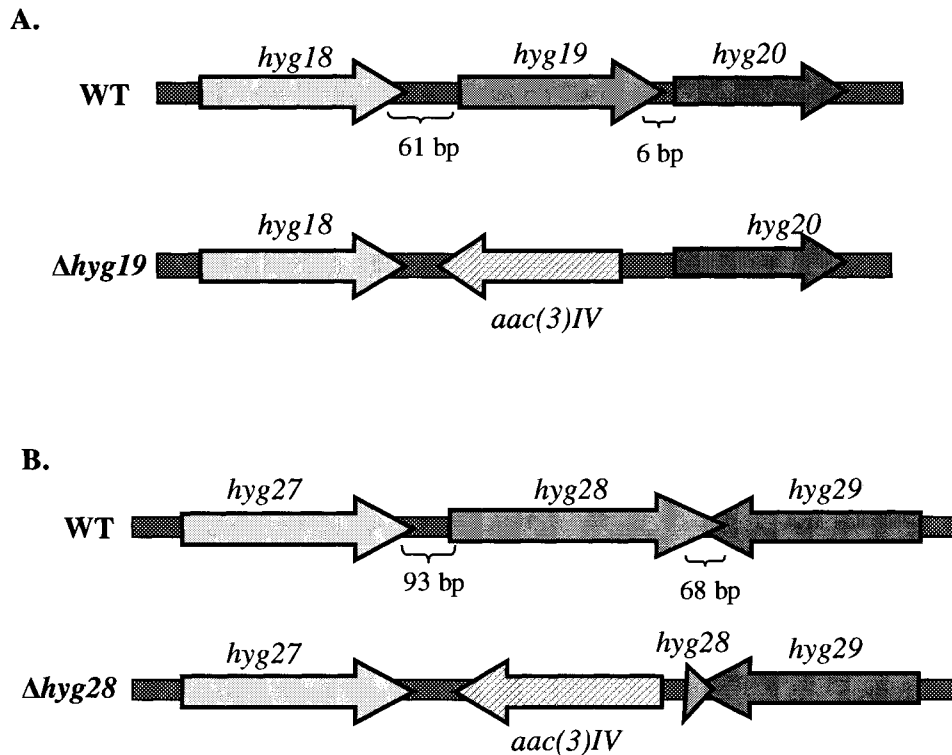 A.
hyg18 hyg19 hyg20
WT
61 bp 6 bp
hyg18 hyg20
Δhyg19
aac(3)IV
B.
hyg27 hyg28 hyg29
WT
93 bp 68 bp
hyg27 hyg28 hyg29
Δhyg28
aac(3)IV